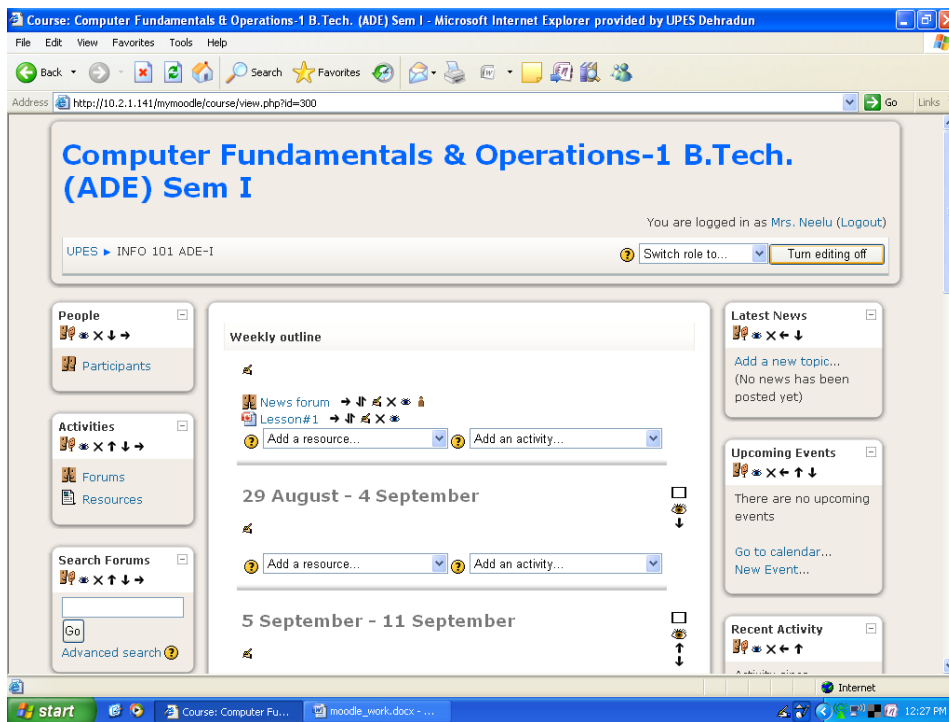 Course: Computer Fundamentals & Operations-1 B.Tech. (ADE) Sem I - Microsoft Internet Explorer provided by UPES Dehradun
File Edit View Favorites Tools Help
Back Search Favorites
Address http://10.2.1.141/mymoodle/course/view.php?id=300 Go Links
Computer Fundamentals & Operations-1 B.Tech.
(ADE) Sem I
You are logged in as Mrs. Neelu (Logout)
UPES ► INFO 101 ADE-I
Switch role to... Turn editing off
People
Participants
Activities
Forums
Resources
Search Forums
Go
Advanced search
Weekly outline
News forum
Lesson#1
Add a resource... Add an activity...
29 August - 4 September
Add a resource... Add an activity...
5 September - 11 September
Latest News
Add a new topic...
(No news has been
posted yet)
Upcoming Events
There are no upcoming
events
Go to calendar...
New Event...
Recent Activity
Internet
start Course: Computer Fu... moodle_work.docx - ... 12:27 PM